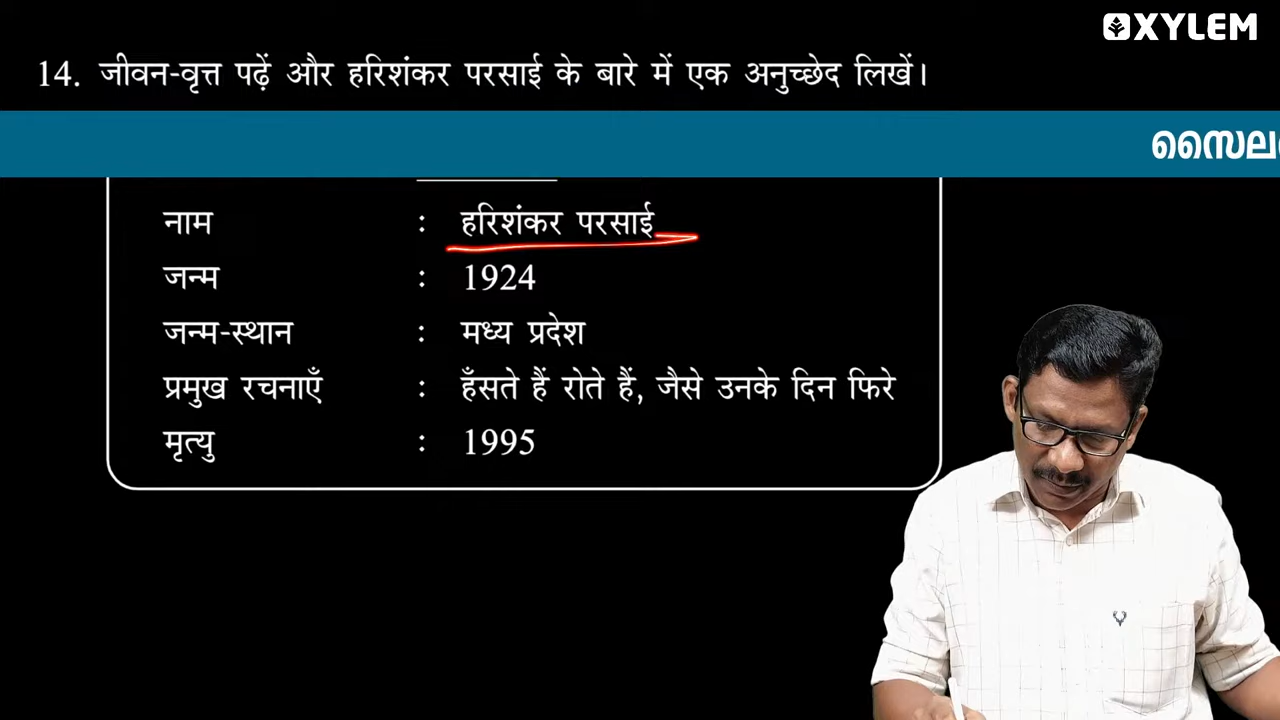 XYLEM
14. जीवन-वृत्त पढ़ें और हरिशंकर परसाई के बारे में एक अनुच्छेद लिखें।
नाम : हरिशंकर परसाई
जन्म : 1924
जन्म-स्थान : मध्य प्रदेश
प्रमुख रचनाएँ : हँसते हैं रोते हैं, जैसे उनके दिन फिरे
मृत्यु : 1995